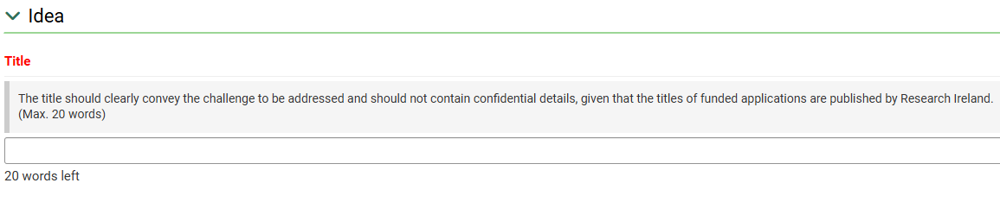 Idea
Title
The title should clearly convey the challenge to be addressed and should not contain confidential details, given that the titles of funded applications are published by Research Ireland.
(Max. 20 words)
20 words left